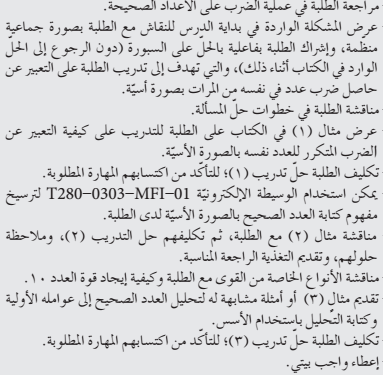 مراجعة الطلبة في عملية الضرب على الأعداد الصحيحة.
عرض المشكلة الواردة في بداية الدرس للنقاش مع الطلبة بصورة جماعية
منظمة، وإشراك الطلبة بفاعلية بالحل على السبورة (دون الرجوع إلى الحل
الوارد في الكتاب أثناء ذلك)، والتي تهدف إلى تدريب الطلبة على التعبير عن
حاصل ضرب عدد في نفسه من المرات بصورة أسيّة.
مناقشة الطلبة في خطوات حلّ المسألة.
عرض مثال (١) في الكتاب على الطلبة للتدريب على كيفية التعبير عن
الضرب المتكرر للعدد نفسه بالصورة الأسيّة.
تكليف الطلبة حلّ تدريب (١)؛ للتأكّد من اكتسابهم المهارة المطلوبة.
يمكن استخدام الوسيطة الإلكترونيّة T280–0303–MFI–01 لترسيخ
مفهوم كتابة العدد الصحيح بالصورة الأسيّة لدى الطلبة.
مناقشة مثال (٢) مع الطلبة، ثم تكليفهم حل التدريب (٢)، وملاحظة
حلولهم، وتقديم التغذية الراجعة المناسبة.
مناقشة الأنواع الخاصة من القوى مع الطلبة وكيفية إيجاد قوة العدد ١٠.
تقديم مثال (٣) أو أمثلة مشابهة له لتحليل العدد الصحيح إلى عوامله الأولية
وكتابة التّحليل باستخدام الأسس.
تكليف الطلبة حلّ تدريب (٣)؛ للتأكّد من اكتسابهم المهارة المطلوبة.
إعطاء واجب بيتي.